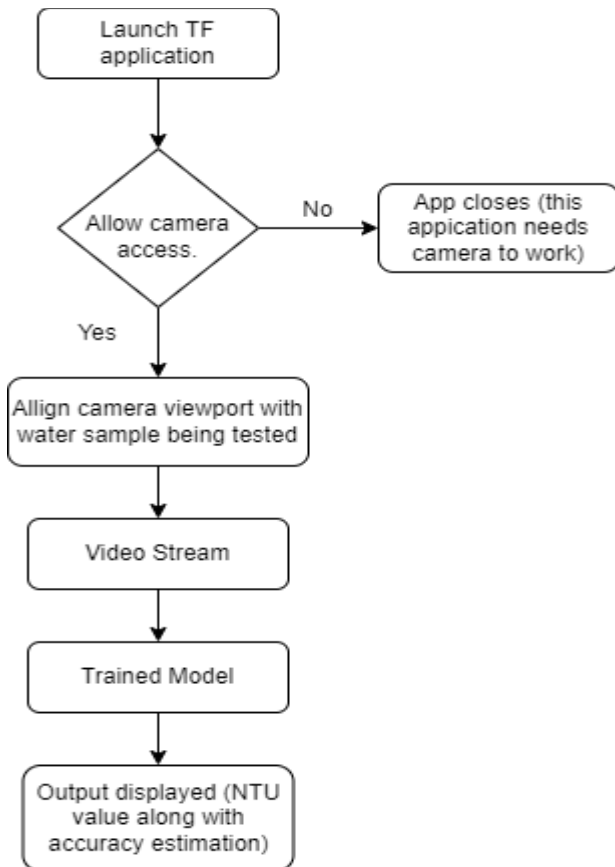 Launch TF
application
Allow camera
access.
No
App closes (this
appication needs
camera to work)
Yes
Allign camera viewport with
water sample being tested
Video Stream
Trained Model
Output displayed (NTU
value along with
accuracy estimation)